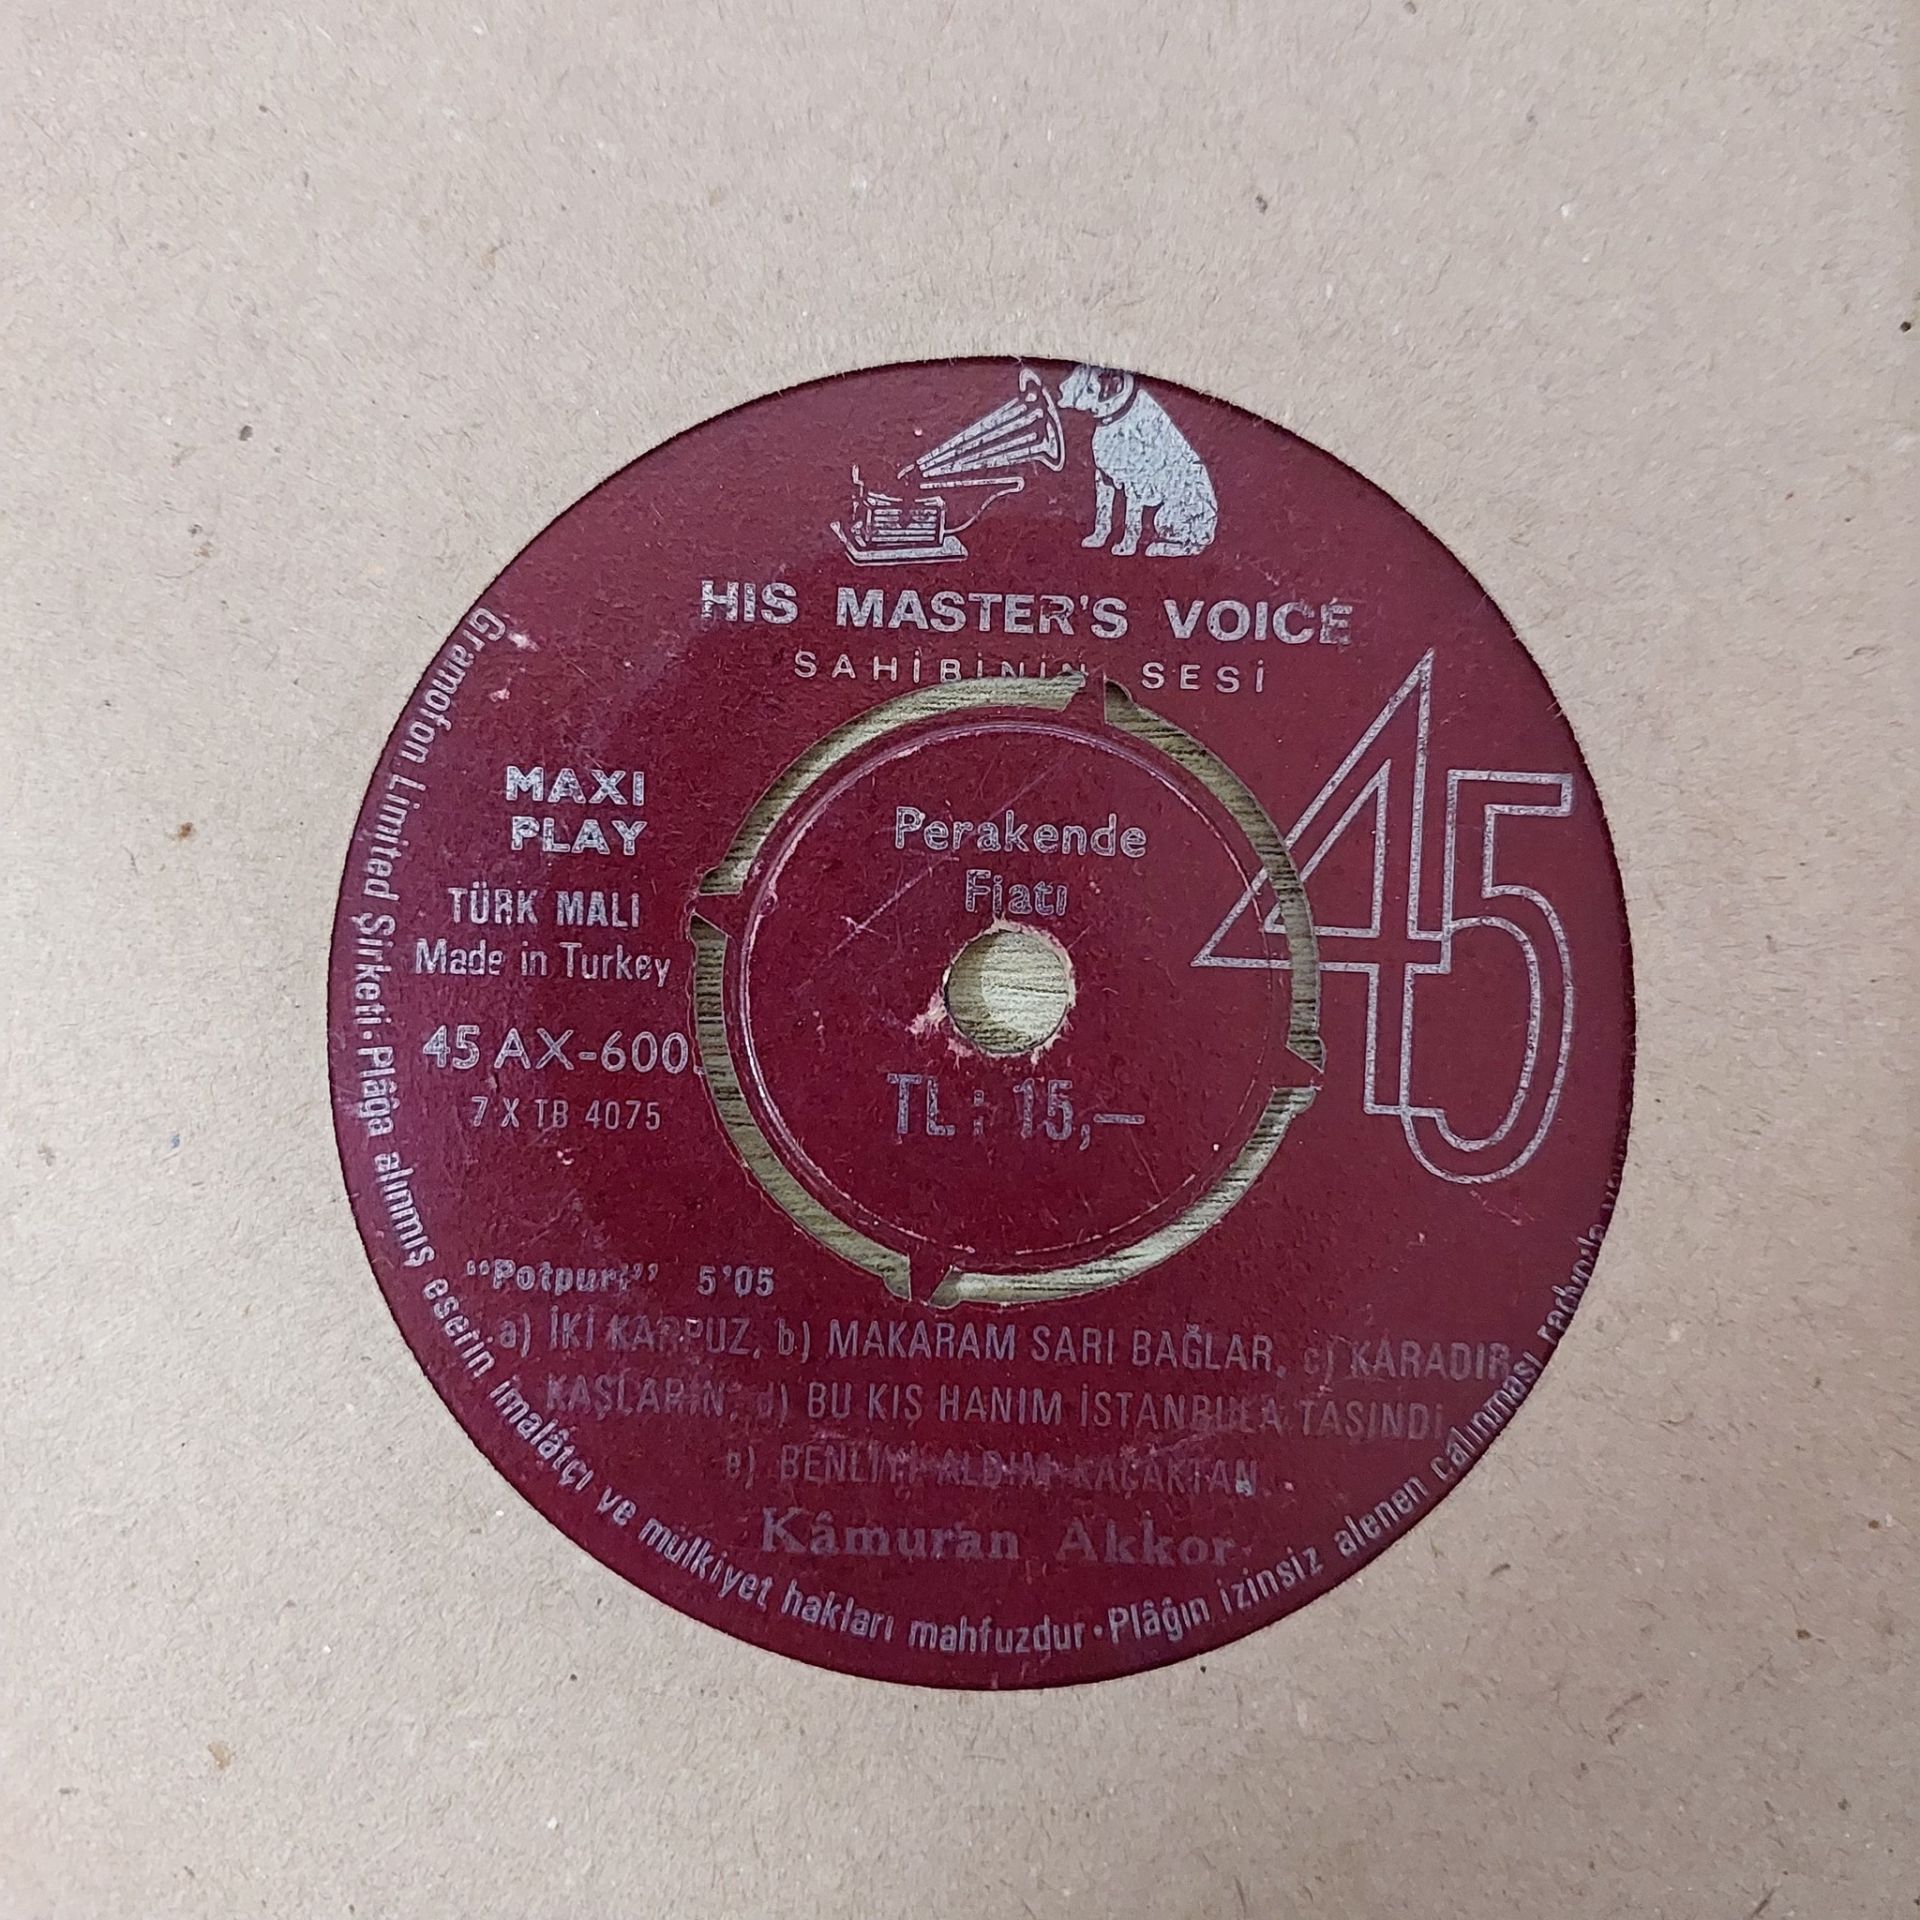 HIS MASTER'S VOICE
SAHİBİNİN SESİ
45
MAXI
PLAY
TÜRK MALI
Made in Turkey
45 AX-600
7 X TB 4075
Perakende
Fiatı
TL : 15,—
"Potpuri" 5'05
a) İKİ KARPUZ, b) MAKARAM SARI BAĞLAR, c) KARADIR
KAŞLARIN, d) BU KIŞ HANIM İSTANBULA TAŞINDI,
e) BENLİYİ ALDIM KAÇAKTAN
Kâmuran Akkor
Gramofon Limited Şirketi · Plâğa alınmış eserin imalâtçı ve mülkiyet hakları mahfuzdur · Plâğın izinsiz alenen çalınması